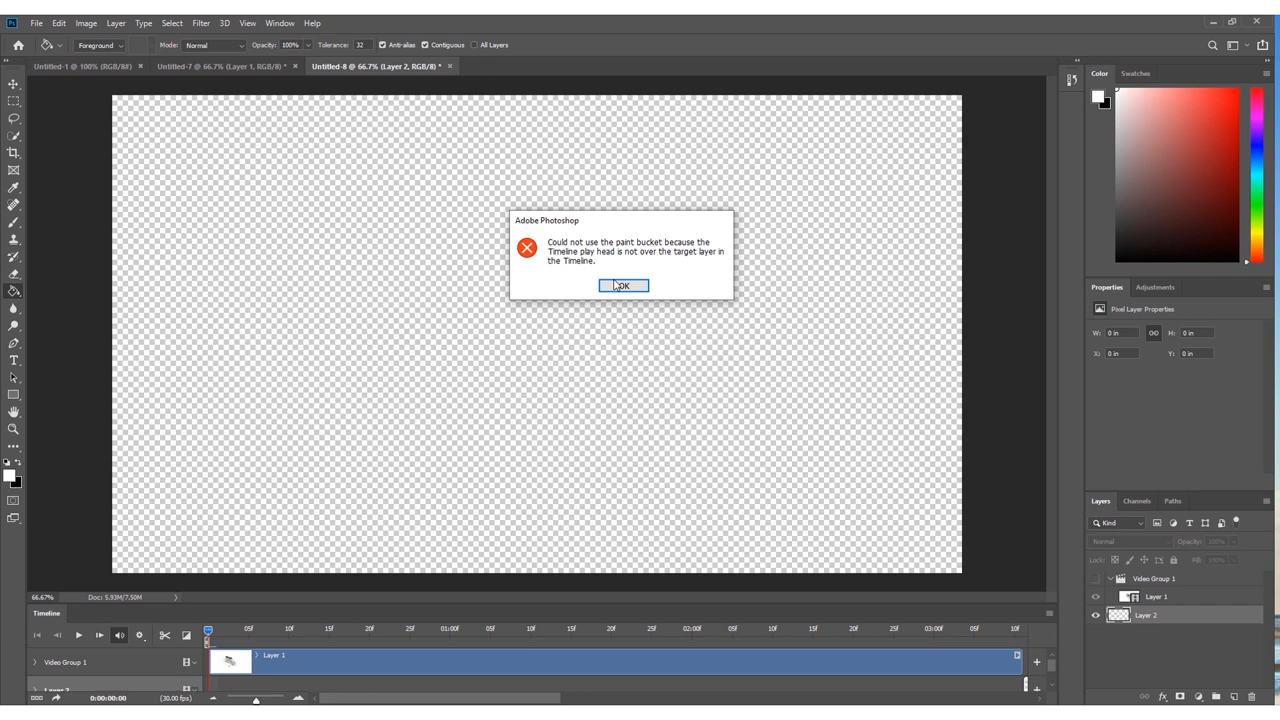 Ps File Edit Image Layer Type Select Filter 3D View Window Help
Foreground Mode: Normal Opacity: 100% Tolerance: 32 Anti-alias Contiguous All Layers
Untitled-1 @ 100% (RGB/8#) Untitled-7 @ 66.7% (Layer 1, RGB/8) * Untitled-8 @ 66.7% (Layer 2, RGB/8) *
Color Swatches
Adobe Photoshop
Could not use the paint bucket because the
Timeline play head is not over the target layer in
the Timeline.
OK
Properties Adjustments
Pixel Layer Properties
W: 0 in H: 0 in
X: 0 in Y: 0 in
Layers Channels Paths
Kind
Normal Opacity: 100%
Lock: Fill: 100%
Video Group 1
Layer 1
Layer 2
66.67% Doc: 5.93M/7.50M
Timeline
05f 10f 15f 20f 25f 01:00f 05f 10f 15f 20f 25f 02:00f 05f 10f 15f 20f 25f 03:00f 05f 10f
Video Group 1 Layer 1
Layer 2
0:00:00:00 (30.00 fps)